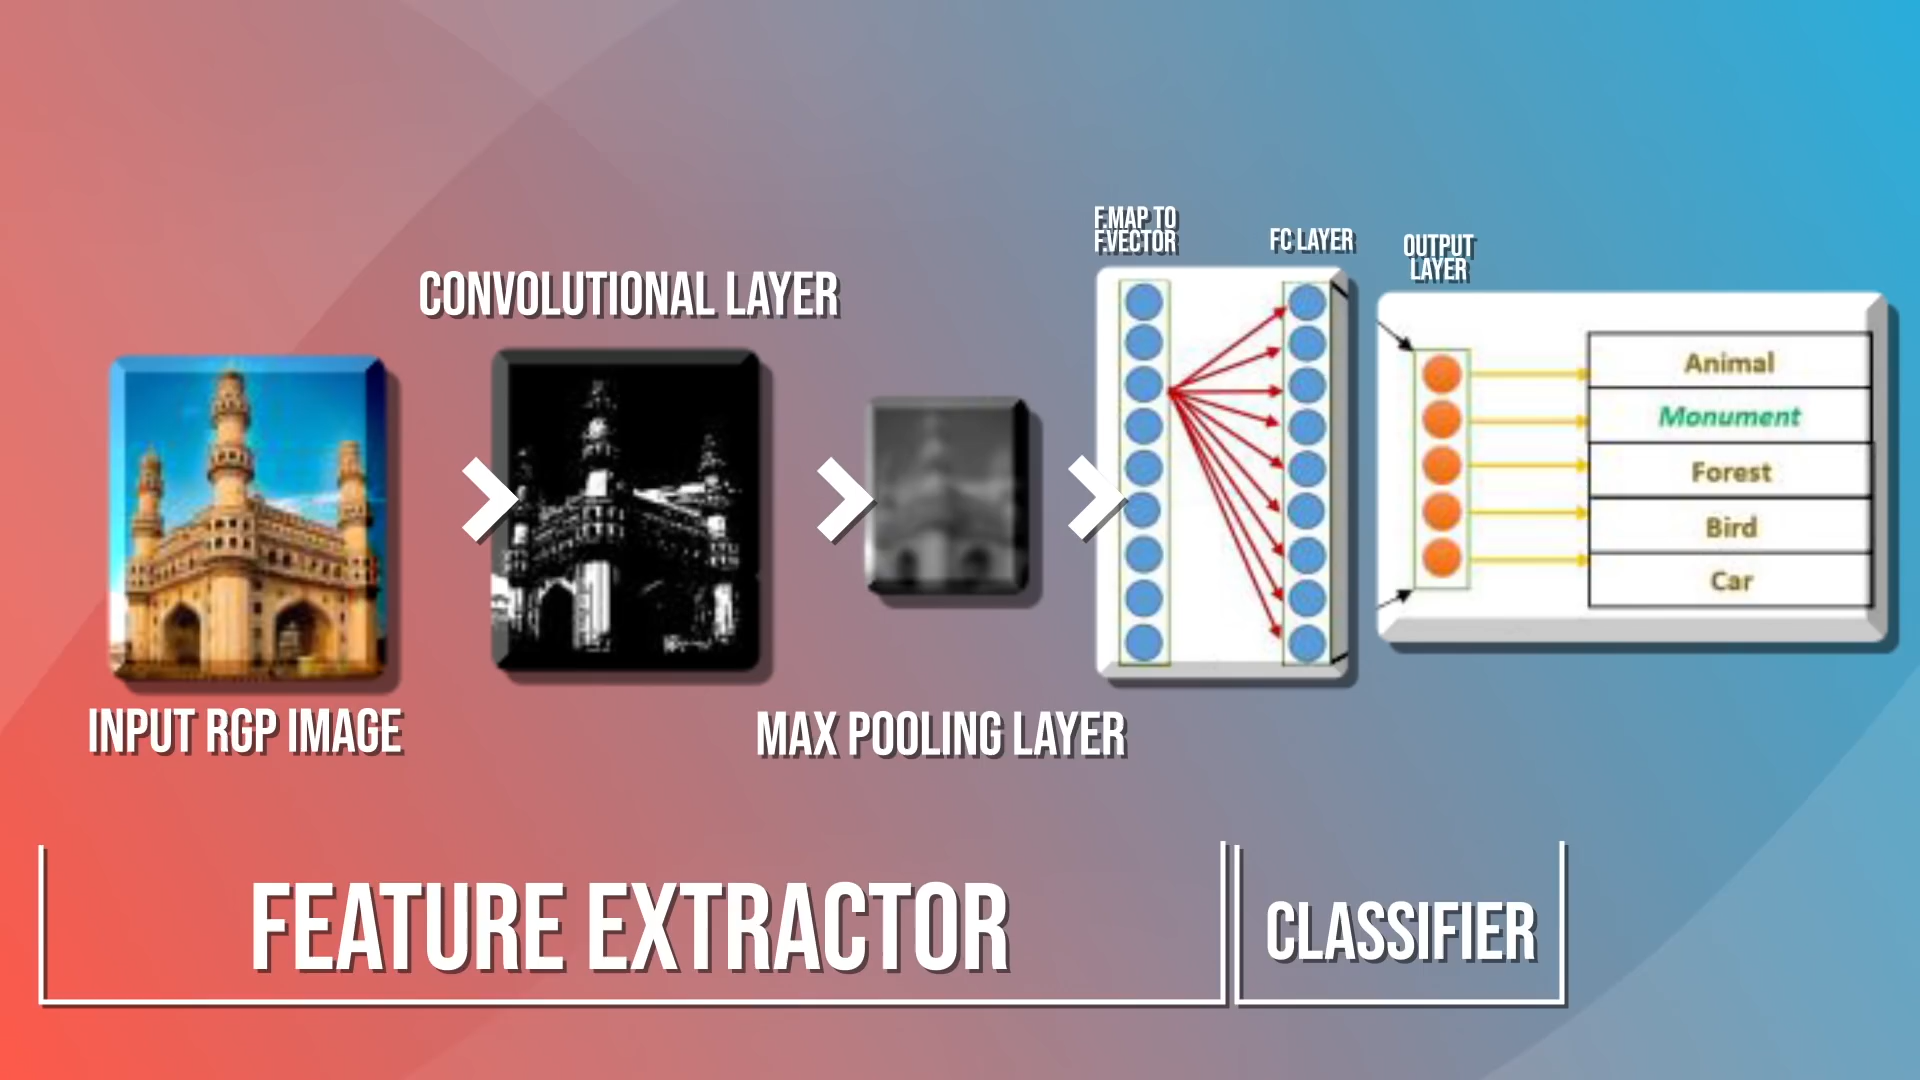 F.MAP TO
F.VECTOR
FC LAYER
OUTPUT
LAYER
CONVOLUTIONAL LAYER
Animal
Monument
Forest
Bird
Car
INPUT RGP IMAGE
MAX POOLING LAYER
FEATURE EXTRACTOR
CLASSIFIER